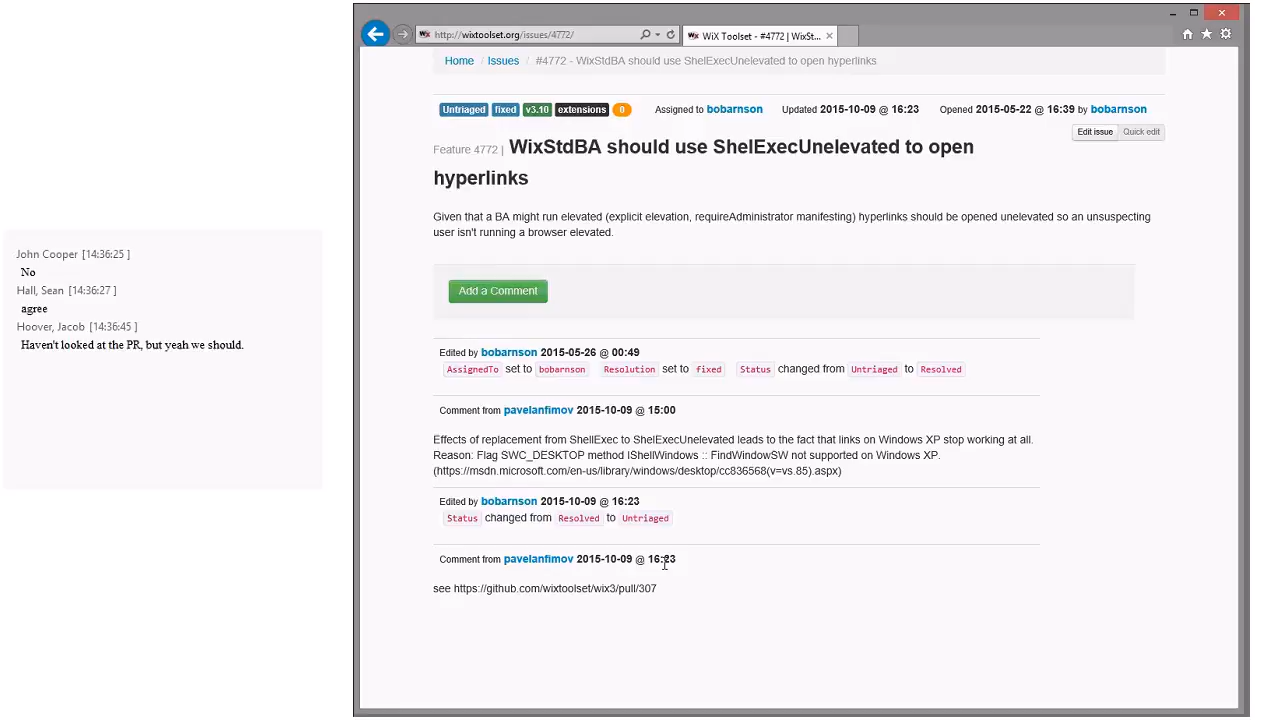 John Cooper [14:36:25 ]
No
Hall, Sean [14:36:27 ]
agree
Hoover, Jacob [14:36:45 ]
Haven't looked at the PR, but yeah we should.
http://wixtoolset.org/issues/4772/
WiX Toolset - #4772 | WixSt...
Home / Issues / #4772 - WixStdBA should use ShelExecUnelevated to open hyperlinks
Untriaged fixed v3.10 extensions 0 Assigned to bobarnson Updated 2015-10-09 @ 16:23 Opened 2015-05-22 @ 16:39 by bobarnson
Edit issue Quick edit
Feature 4772 | WixStdBA should use ShelExecUnelevated to open
hyperlinks
Given that a BA might run elevated (explicit elevation, requireAdministrator manifesting) hyperlinks should be opened unelevated so an unsuspecting
user isn't running a browser elevated.
Add a Comment
Edited by bobarnson 2015-05-26 @ 00:49
AssignedTo set to bobarnson Resolution set to fixed Status changed from Untriaged to Resolved
Comment from pavelanfimov 2015-10-09 @ 15:00
Effects of replacement from ShellExec to ShelExecUnelevated leads to the fact that links on Windows XP stop working at all.
Reason: Flag SWC_DESKTOP method IShellWindows :: FindWindowSW not supported on Windows XP.
(https://msdn.microsoft.com/en-us/library/windows/desktop/cc836568(v=vs.85).aspx)
Edited by bobarnson 2015-10-09 @ 16:23
Status changed from Resolved to Untriaged
Comment from pavelanfimov 2015-10-09 @ 16:23
see https://github.com/wixtoolset/wix3/pull/307